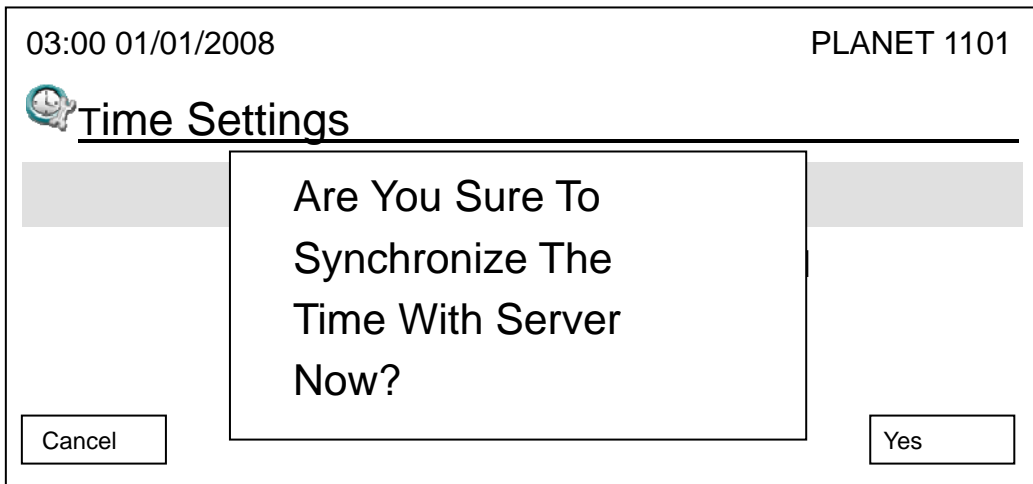 03:00 01/01/2008 PLANET 1101
Time Settings
Are You Sure To
Synchronize The
Time With Server
Now?
Cancel Yes